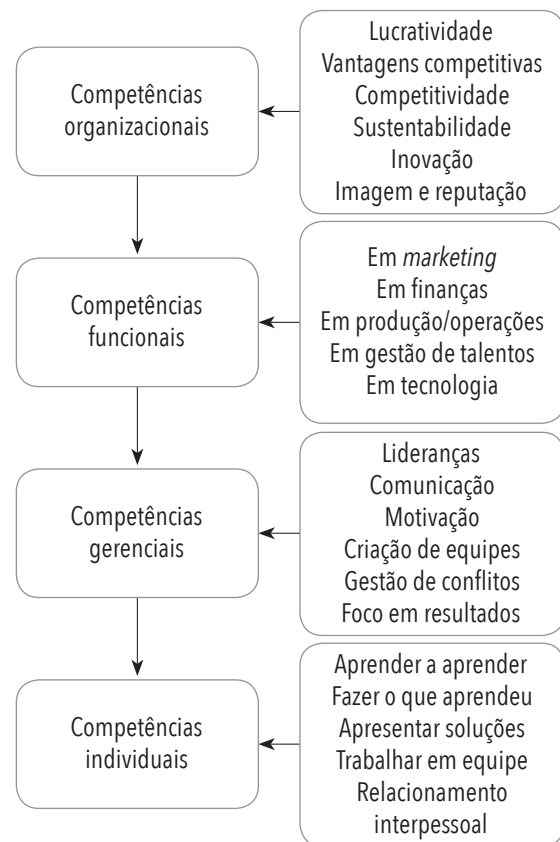 Competências
organizacionais
Lucratividade
Vantagens competitivas
Competitividade
Sustentabilidade
Inovação
Imagem e reputação
Competências
funcionais
Em marketing
Em finanças
Em produção/operações
Em gestão de talentos
Em tecnologia
Competências
gerenciais
Lideranças
Comunicação
Motivação
Criação de equipes
Gestão de conflitos
Foco em resultados
Competências
individuais
Aprender a aprender
Fazer o que aprendeu
Apresentar soluções
Trabalhar em equipe
Relacionamento
interpessoal